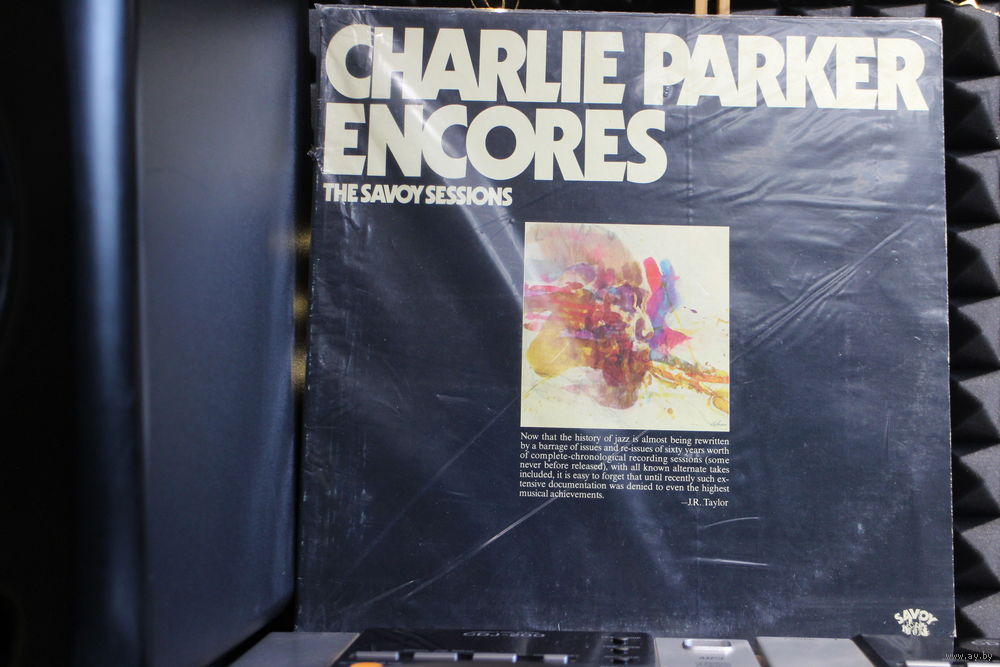 CHARLIE PARKER
ENCORES
THE SAVOY SESSIONS
Now that the history of jazz is almost being rewritten
by a barrage of issues and re-issues of sixty years worth
of complete-chronological recording sessions (some
never before released), with all known alternate takes
included, it is easy to forget that until recently such ex-
tensive documentation was denied to even the highest
musical achievements.
—J.R. Taylor
SAVOY
www.ay.by